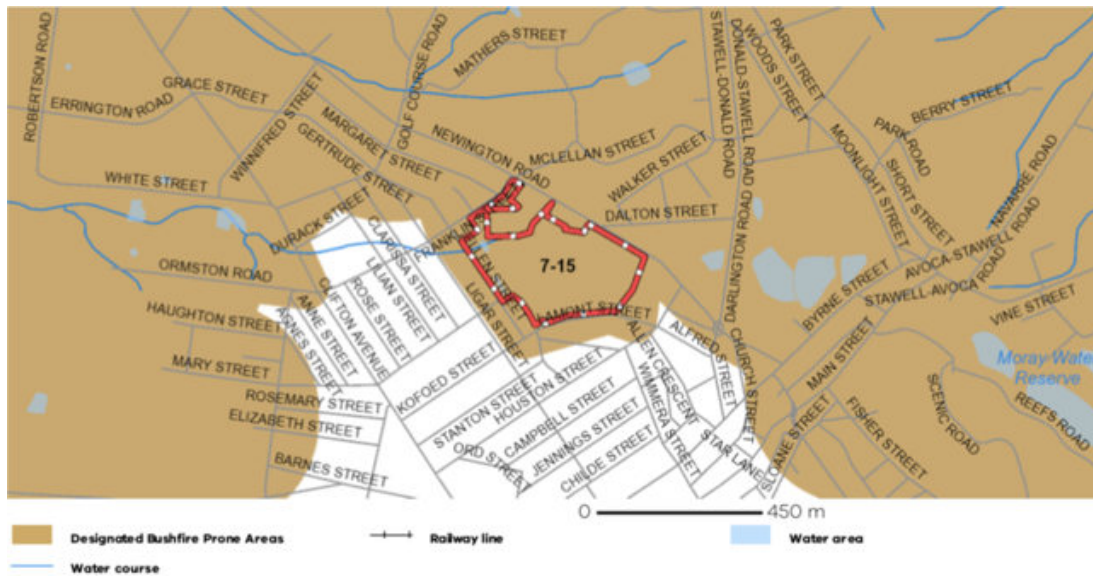 ROBERTSON ROAD
ERRINGTON ROAD
GRACE STREET
WINNIFRED STREET
WHITE STREET
MARGARET STREET
GERTRUDE STREET
GOLF COURSE ROAD
MATHERS STREET
NEWINGTON ROAD
MCLELLAN STREET
WALKER STREET
DALTON STREET
STAWELL-DONALD ROAD
DONALD-STAWELL ROAD
DARLINGTON ROAD
WOODS STREET
PARK STREET
MOONLIGHT STREET
PARK ROAD
SHORT STREET
BERRY STREET
NAVARRE ROAD
AVOCA-STAWELL ROAD
STAWELL-AVOCA ROAD
BYRNE STREET
VINE STREET
MAIN STREET
Moray Water
Reserve
SCENIC ROAD
REEFS ROAD
FISHER STREET
SLOANE STREET
CHURCH STREET
STAR LANE
ALFRED STREET
ALLEN CRESCENT
WIMMERA STREET
LAMONT STREET
7-15
FRANKLIN
EN STREET
LIGAR STREET
DURACK STREET
CLARISSA STREET
LILIAN STREET
ROSE STREET
CLIFTON AVENUE
ANNE STREET
AGNES STREET
ORMSTON ROAD
HAUGHTON STREET
MARY STREET
ROSEMARY STREET
ELIZABETH STREET
BARNES STREET
KOFOED STREET
STANTON STREET
HOUSTON STREET
ORD STREET
CAMPBELL STREET
JENNINGS STREET
CHILDE STREET
0 450 m
Designated Bushfire Prone Areas
Railway line
Water area
Water course